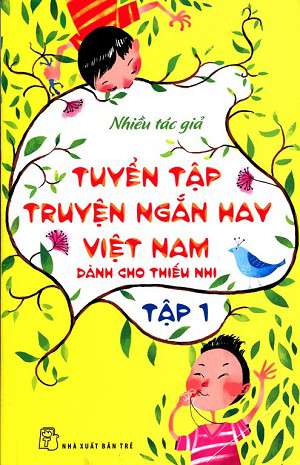 Nhiều tác giả
TUYỂN TẬP
TRUYỆN NGẮN HAY
VIỆT NAM
DÀNH CHO THIẾU NHI
TẬP 1
NHÀ XUẤT BẢN TRẺ